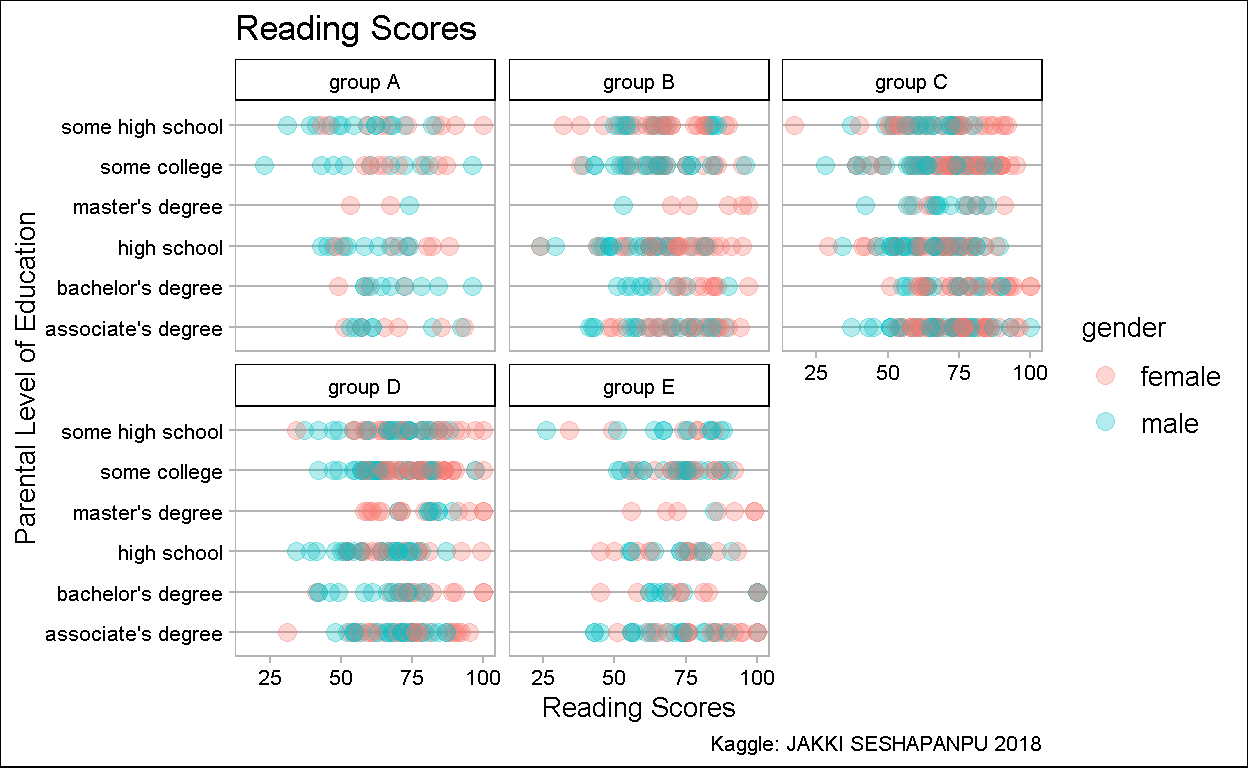 Reading Scores
group A
group B
group C
some high school
some college
master's degree
high school
bachelor's degree
associate's degree
25 50 75 100
group D
group E
some high school
some college
master's degree
high school
bachelor's degree
associate's degree
25 50 75 100
25 50 75 100
Parental Level of Education
Reading Scores
gender
female
male
Kaggle: JAKKI SESHAPANPU 2018